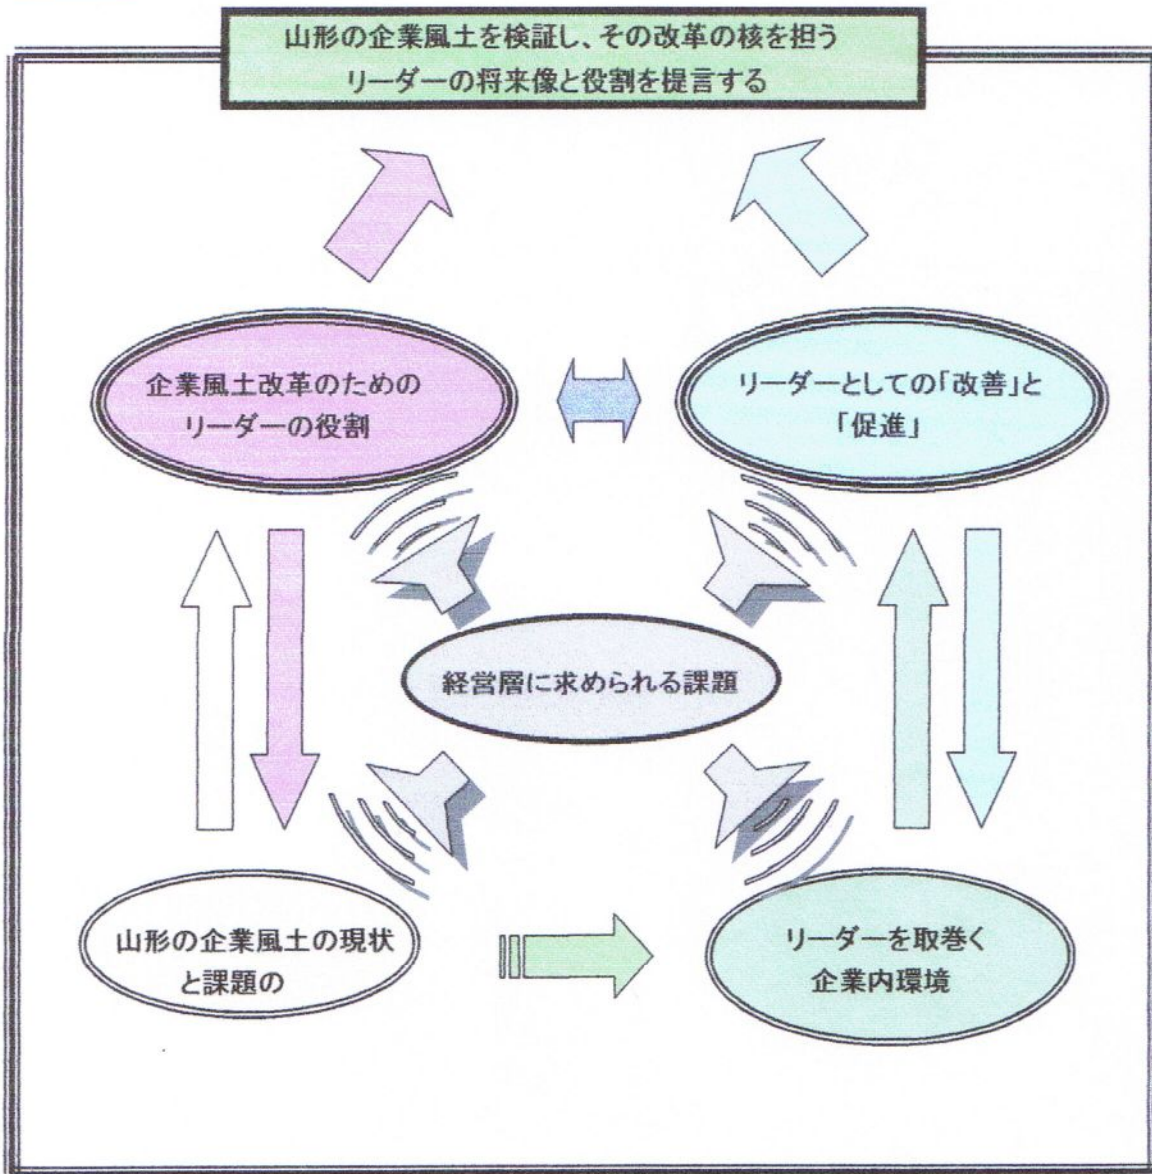 山形の企業風土を検証し、その改革の核を担う
リーダーの将来像と役割を提言する
企業風土改革のための
リーダーの役割
リーダーとしての「改善」と
「促進」
経営層に求められる課題
山形の企業風土の現状
と課題の
リーダーを取巻く
企業内環境